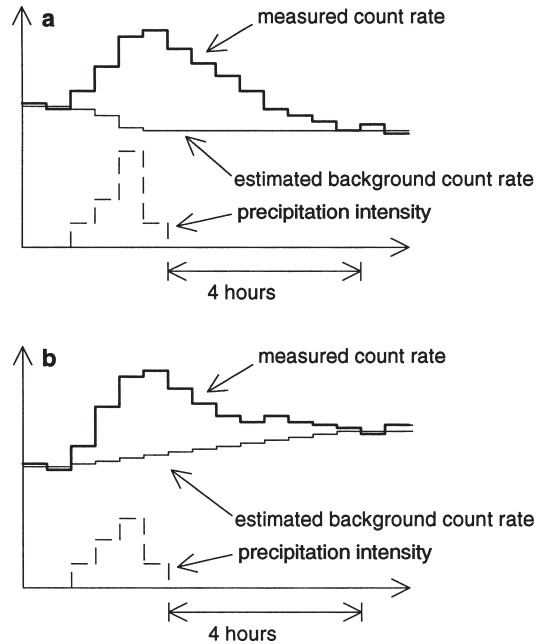 a
measured count rate
estimated background count rate
precipitation intensity
4 hours
b
measured count rate
estimated background count rate
precipitation intensity
4 hours